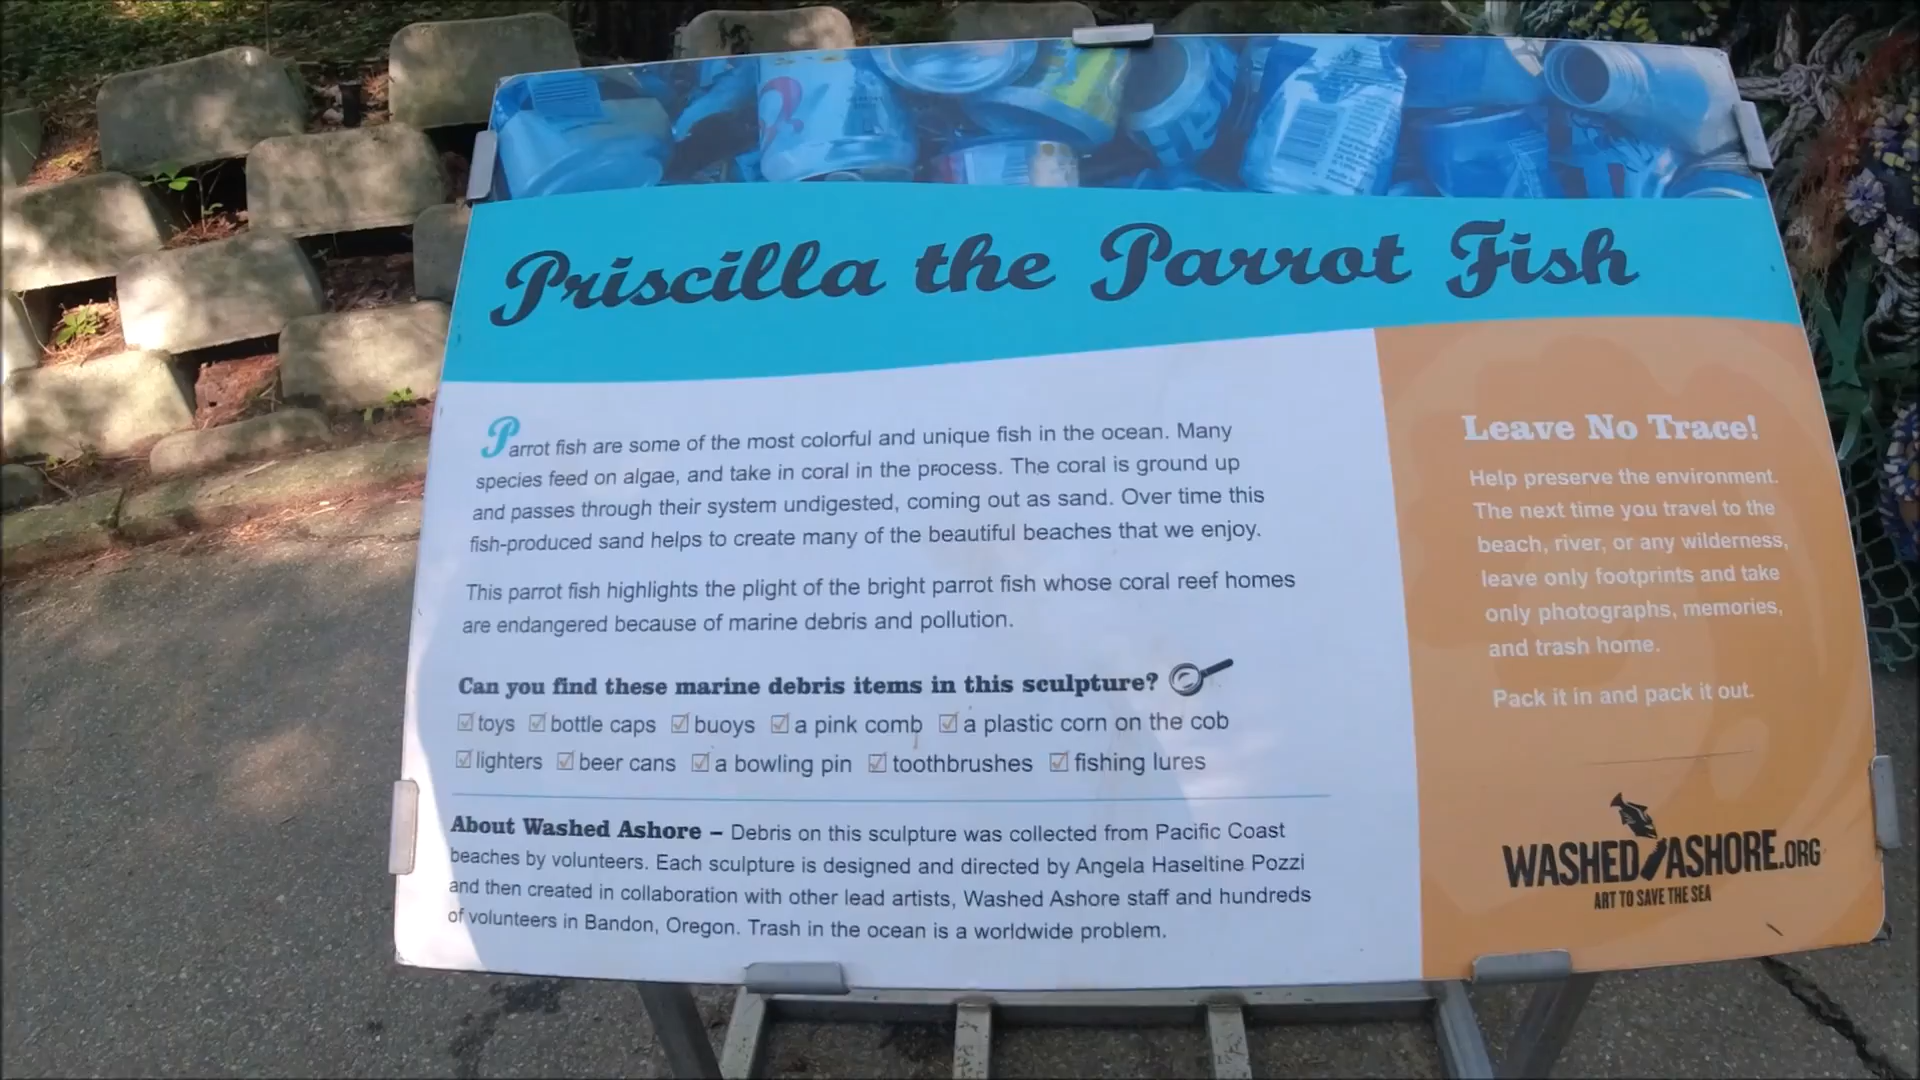 Priscilla the Parrot Fish
Parrot fish are some of the most colorful and unique fish in the ocean. Many
species feed on algae, and take in coral in the process. The coral is ground up
and passes through their system undigested, coming out as sand. Over time this
fish-produced sand helps to create many of the beautiful beaches that we enjoy.
This parrot fish highlights the plight of the bright parrot fish whose coral reef homes
are endangered because of marine debris and pollution.
Can you find these marine debris items in this sculpture?
☑ toys ☑ bottle caps ☑ buoys ☑ a pink comb ☑ a plastic corn on the cob
☑ lighters ☑ beer cans ☑ a bowling pin ☑ toothbrushes ☑ fishing lures
About Washed Ashore – Debris on this sculpture was collected from Pacific Coast
beaches by volunteers. Each sculpture is designed and directed by Angela Haseltine Pozzi
and then created in collaboration with other lead artists, Washed Ashore staff and hundreds
of volunteers in Bandon, Oregon. Trash in the ocean is a worldwide problem.
Leave No Trace!
Help preserve the environment.
The next time you travel to the
beach, river, or any wilderness,
leave only footprints and take
only photographs, memories,
and trash home.
Pack it in and pack it out.
WASHED ASHORE.ORG
ART TO SAVE THE SEA